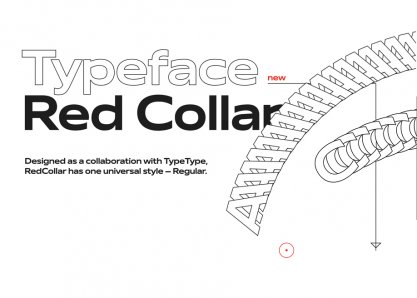 Typeface
new
Red Collar
Designed as a collaboration with TypeType,
RedCollar has one universal style – Regular.